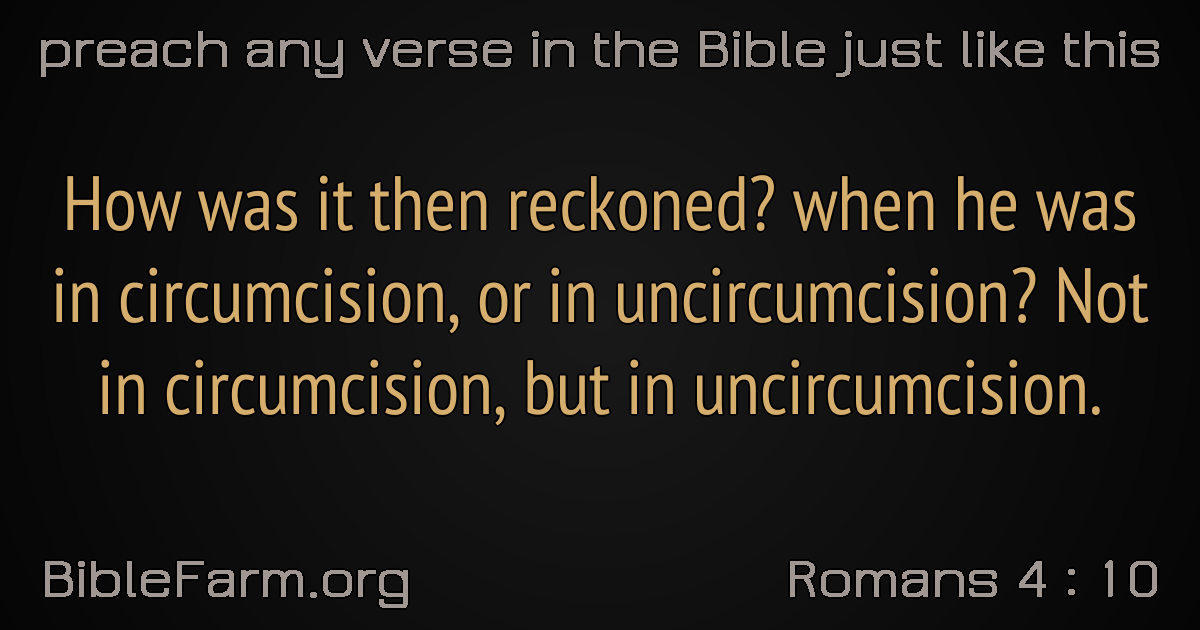 preach any verse in the Bible just like this
How was it then reckoned? when he was
in circumcision, or in uncircumcision? Not
in circumcision, but in uncircumcision.
BibleFarm.org
Romans 4 : 10